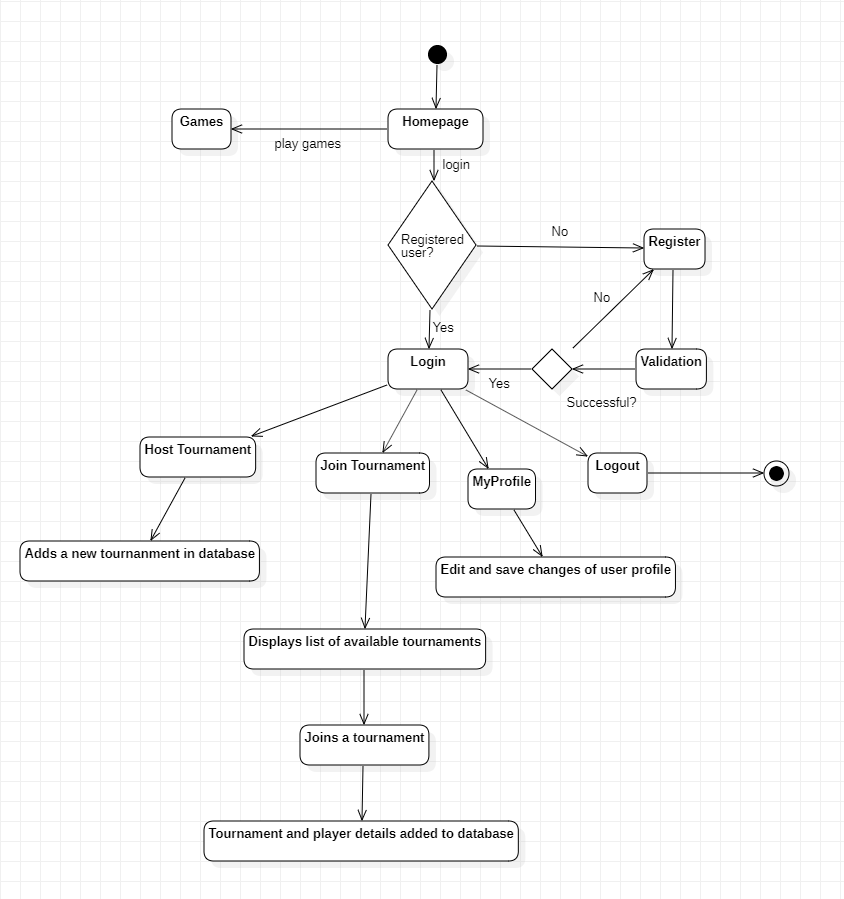 Games
Homepage
play games
login
Registered
user?
No
Register
No
Yes
Login
Yes
Validation
Successful?
Host Tournament
Join Tournament
MyProfile
Logout
Adds a new tournanment in database
Edit and save changes of user profile
Displays list of available tournaments
Joins a tournament
Tournament and player details added to database